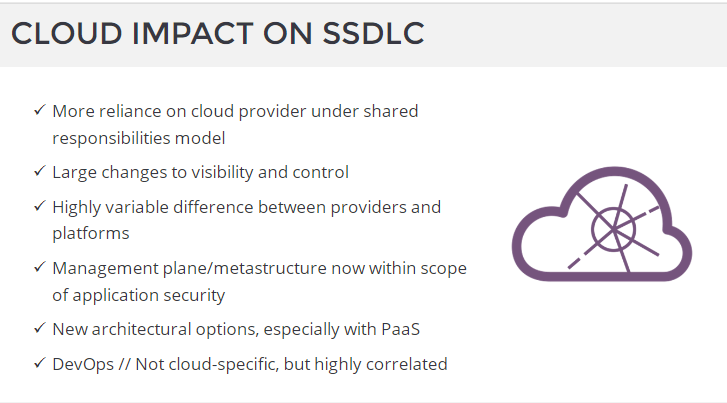 CLOUD IMPACT ON SSDLC
✓ More reliance on cloud provider under shared
responsibilities model
✓ Large changes to visibility and control
✓ Highly variable difference between providers and
platforms
✓ Management plane/metastructure now within scope
of application security
✓ New architectural options, especially with PaaS
✓ DevOps // Not cloud-specific, but highly correlated